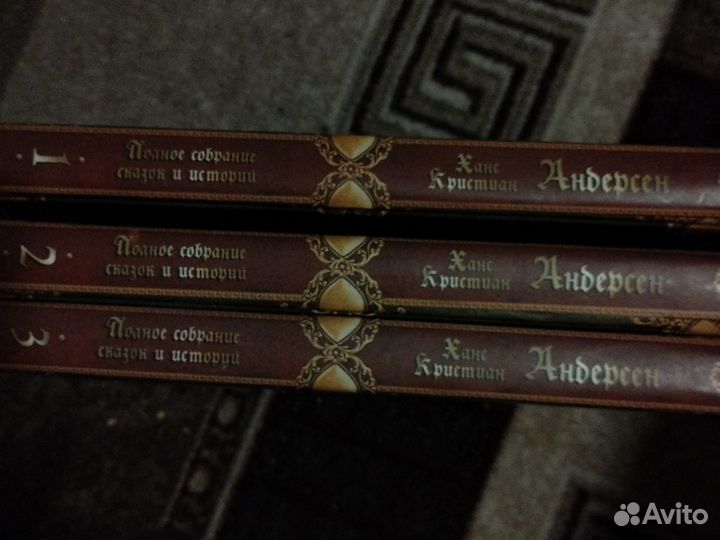 1
Полное собрание
сказок и историй
Ханс
Кристиан
Андерсен
2
Полное собрание
сказок и историй
Ханс
Кристиан
Андерсен
3
Полное собрание
сказок и историй
Ханс
Кристиан
Андерсен
Avito